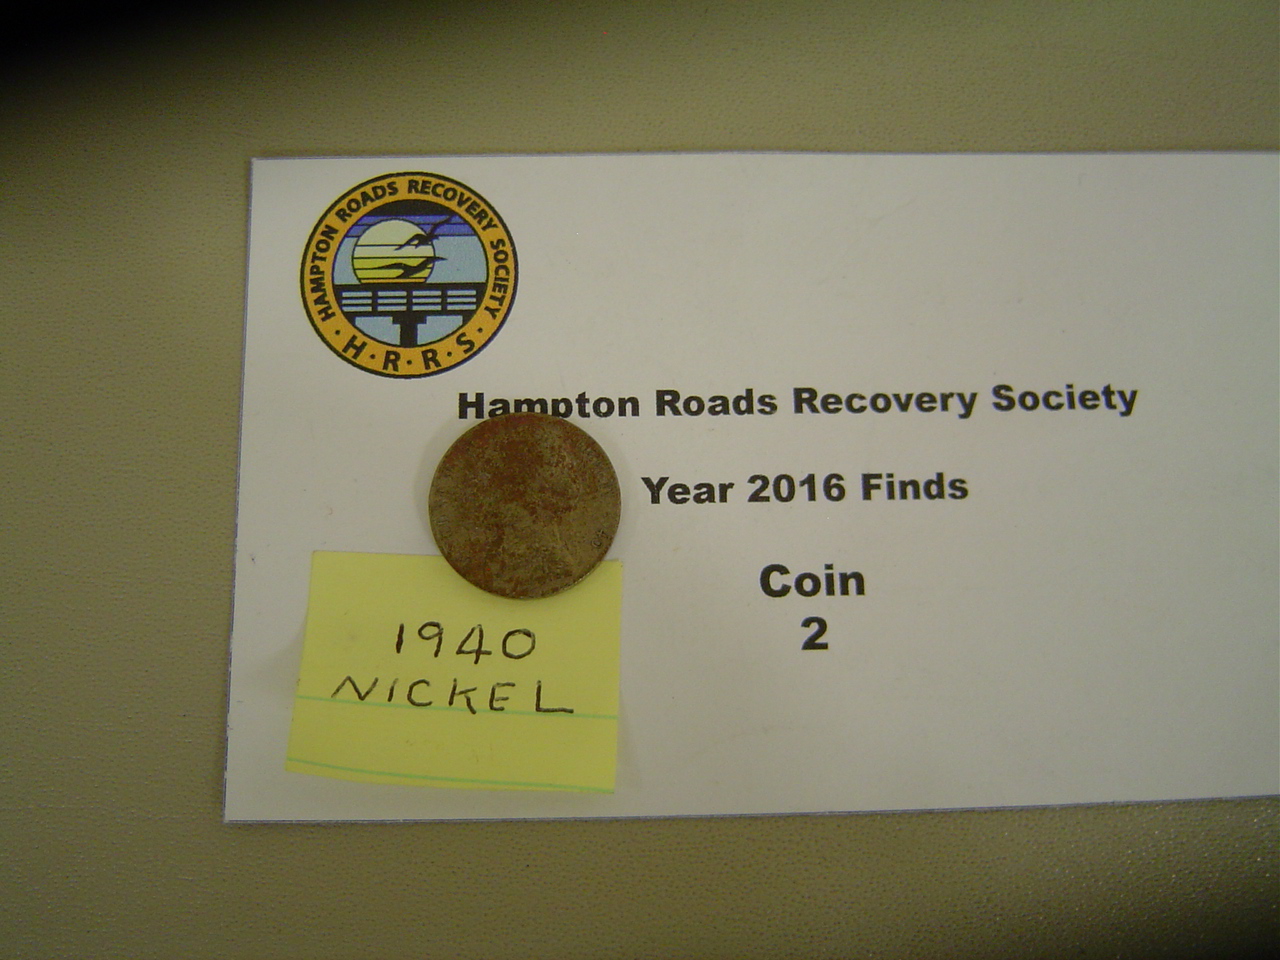 HAMPTON ROADS RECOVERY SOCIETY
· H · R · R · S ·
Hampton Roads Recovery Society
Year 2016 Finds
Coin
2
1940
NICKEL